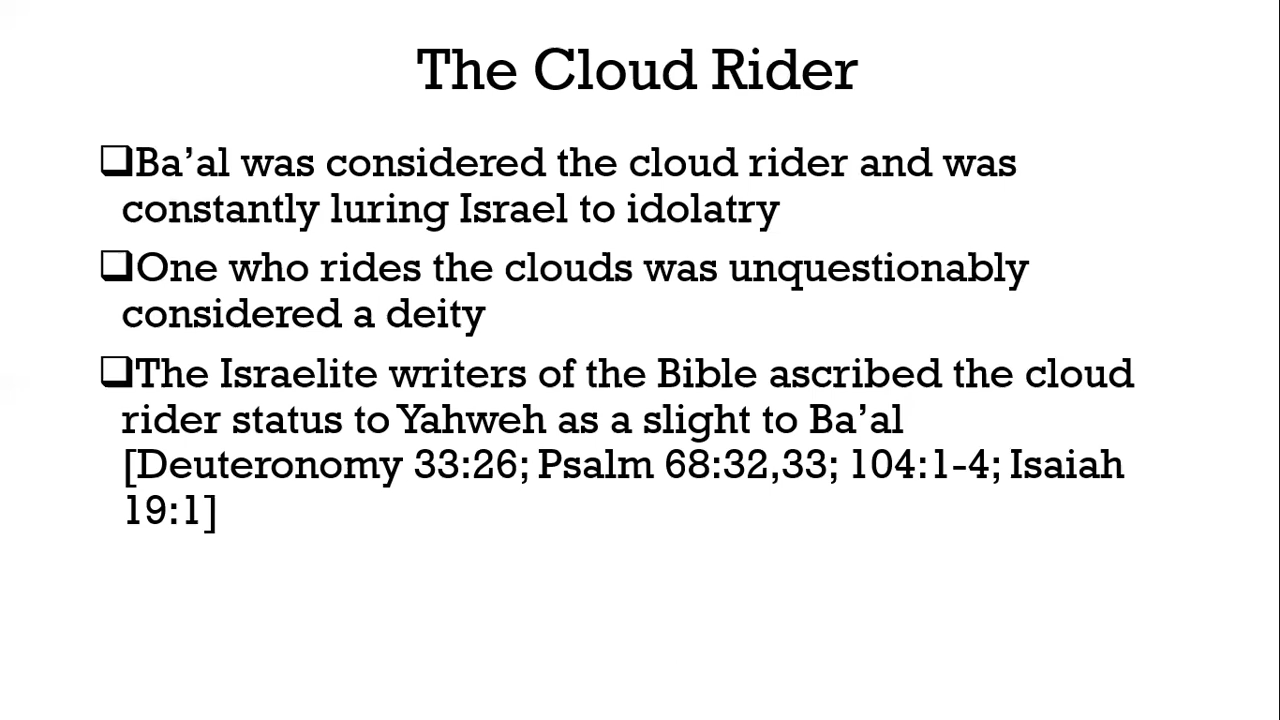 The Cloud Rider
❑Ba’al was considered the cloud rider and was
constantly luring Israel to idolatry
❑One who rides the clouds was unquestionably
considered a deity
❑The Israelite writers of the Bible ascribed the cloud
rider status to Yahweh as a slight to Ba’al
[Deuteronomy 33:26; Psalm 68:32,33; 104:1-4; Isaiah
19:1]